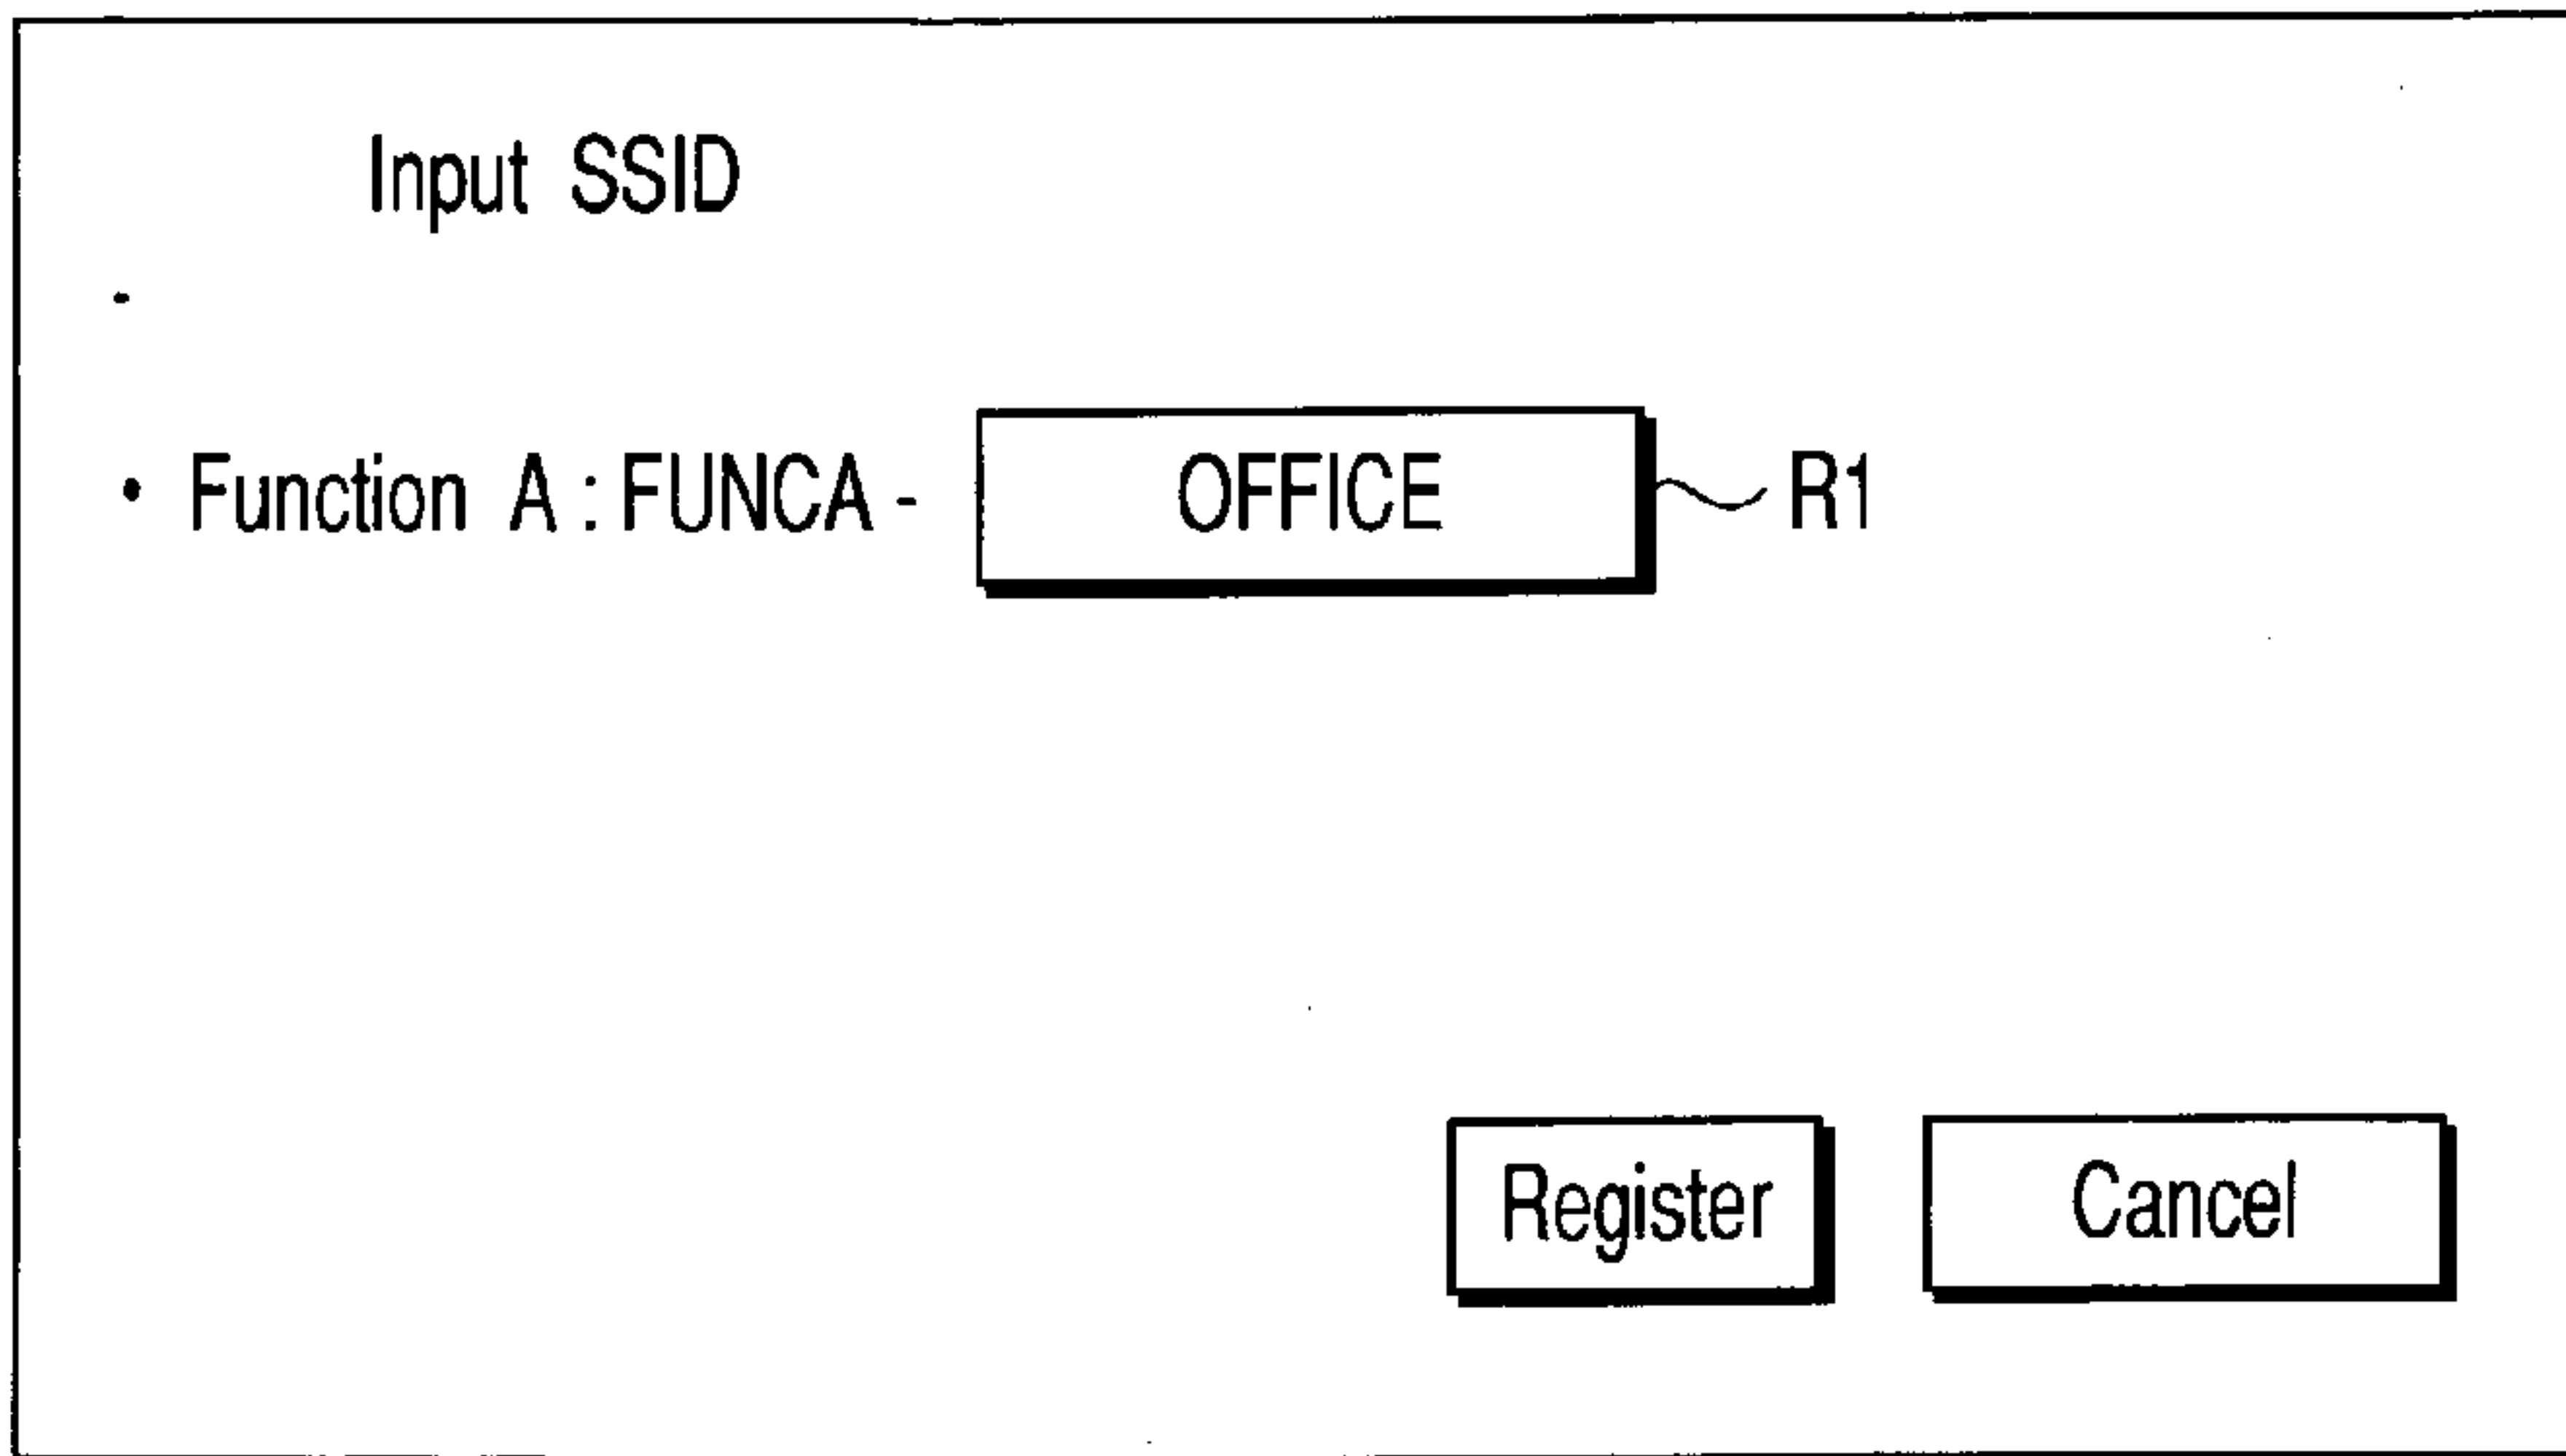 Input SSID
• Function A : FUNCA - OFFICE R1
Register Cancel